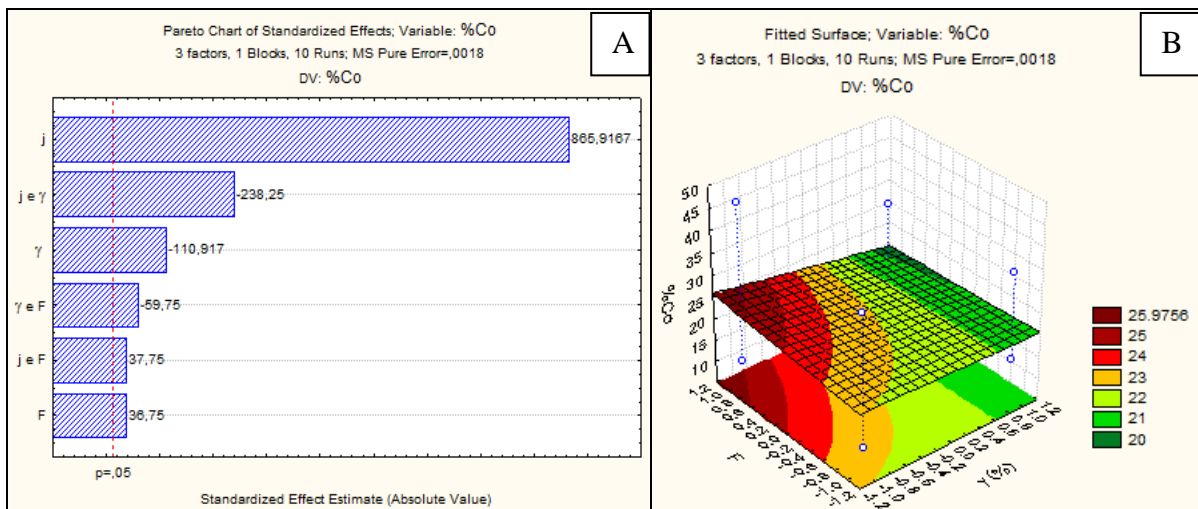 Pareto Chart of Standardized Effects; Variable: %Co
3 factors, 1 Blocks, 10 Runs; MS Pure Error=,0018
DV: %Co
A
j
865,9167
j e γ
-238,25
γ
-110,917
γ e F
-59,75
j e F
37,75
F
36,75
p=,05
Standardized Effect Estimate (Absolute Value)
Fitted Surface; Variable: %Co
3 factors, 1 Blocks, 10 Runs; MS Pure Error=,0018
DV: %Co
B
50
45
40
35
30
25
20
15
10
%Co
F
γ(%)
25.9756
25
24
23
22
21
20